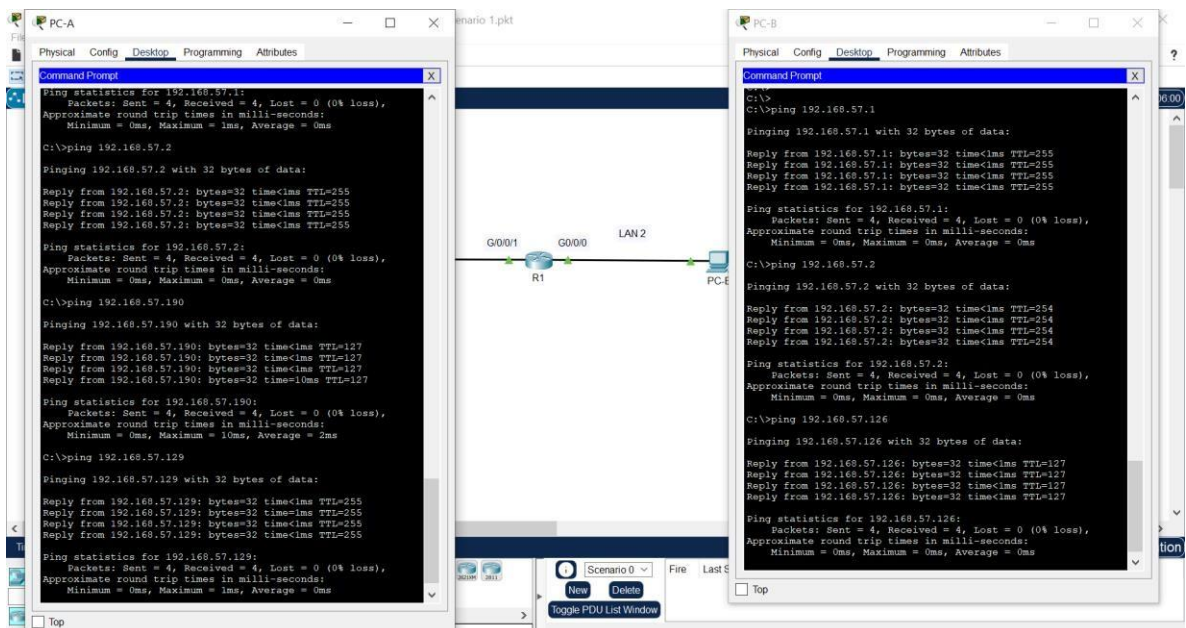 PC-A
Physical Config Desktop Programming Attributes
Command Prompt
X
Ping statistics for 192.168.57.1:
Packets: Sent = 4, Received = 4, Lost = 0 (0% loss),
Approximate round trip times in milli-seconds:
Minimum = 0ms, Maximum = 1ms, Average = 0ms
C:\>ping 192.168.57.2
Pinging 192.168.57.2 with 32 bytes of data:
Reply from 192.168.57.2: bytes=32 time<1ms TTL=255
Reply from 192.168.57.2: bytes=32 time<1ms TTL=255
Reply from 192.168.57.2: bytes=32 time<1ms TTL=255
Reply from 192.168.57.2: bytes=32 time<1ms TTL=255
Ping statistics for 192.168.57.2:
Packets: Sent = 4, Received = 4, Lost = 0 (0% loss),
Approximate round trip times in milli-seconds:
Minimum = 0ms, Maximum = 0ms, Average = 0ms
C:\>ping 192.168.57.190
Pinging 192.168.57.190 with 32 bytes of data:
Reply from 192.168.57.190: bytes=32 time<1ms TTL=127
Reply from 192.168.57.190: bytes=32 time<1ms TTL=127
Reply from 192.168.57.190: bytes=32 time<1ms TTL=127
Reply from 192.168.57.190: bytes=32 time=10ms TTL=127
Ping statistics for 192.168.57.190:
Packets: Sent = 4, Received = 4, Lost = 0 (0% loss),
Approximate round trip times in milli-seconds:
Minimum = 0ms, Maximum = 10ms, Average = 2ms
C:\>ping 192.168.57.129
Pinging 192.168.57.129 with 32 bytes of data:
Reply from 192.168.57.129: bytes=32 time<1ms TTL=255
Reply from 192.168.57.129: bytes=32 time=1ms TTL=255
Reply from 192.168.57.129: bytes=32 time<1ms TTL=255
Reply from 192.168.57.129: bytes=32 time<1ms TTL=255
Ping statistics for 192.168.57.129:
Packets: Sent = 4, Received = 4, Lost = 0 (0% loss),
Approximate round trip times in milli-seconds:
Minimum = 0ms, Maximum = 1ms, Average = 0ms
Top
enario 1.pkt
G/0/0/1 G0/0/0 LAN 2
R1
Scenario 0 Fire Last S
New Delete
Toggle PDU List Window
PC-B
Physical Config Desktop Programming Attributes
Command Prompt
X
C:\>
C:\>ping 192.168.57.1
Pinging 192.168.57.1 with 32 bytes of data:
Reply from 192.168.57.1: bytes=32 time<1ms TTL=255
Reply from 192.168.57.1: bytes=32 time<1ms TTL=255
Reply from 192.168.57.1: bytes=32 time<1ms TTL=255
Reply from 192.168.57.1: bytes=32 time<1ms TTL=255
Ping statistics for 192.168.57.1:
Packets: Sent = 4, Received = 4, Lost = 0 (0% loss),
Approximate round trip times in milli-seconds:
Minimum = 0ms, Maximum = 0ms, Average = 0ms
C:\>ping 192.168.57.2
Pinging 192.168.57.2 with 32 bytes of data:
Reply from 192.168.57.2: bytes=32 time<1ms TTL=254
Reply from 192.168.57.2: bytes=32 time<1ms TTL=254
Reply from 192.168.57.2: bytes=32 time<1ms TTL=254
Reply from 192.168.57.2: bytes=32 time<1ms TTL=254
Ping statistics for 192.168.57.2:
Packets: Sent = 4, Received = 4, Lost = 0 (0% loss),
Approximate round trip times in milli-seconds:
Minimum = 0ms, Maximum = 0ms, Average = 0ms
C:\>ping 192.168.57.126
Pinging 192.168.57.126 with 32 bytes of data:
Reply from 192.168.57.126: bytes=32 time<1ms TTL=127
Reply from 192.168.57.126: bytes=32 time<1ms TTL=127
Reply from 192.168.57.126: bytes=32 time<1ms TTL=127
Reply from 192.168.57.126: bytes=32 time<1ms TTL=127
Ping statistics for 192.168.57.126:
Packets: Sent = 4, Received = 4, Lost = 0 (0% loss),
Approximate round trip times in milli-seconds:
Minimum = 0ms, Maximum = 0ms, Average = 0ms
Top
?
tion